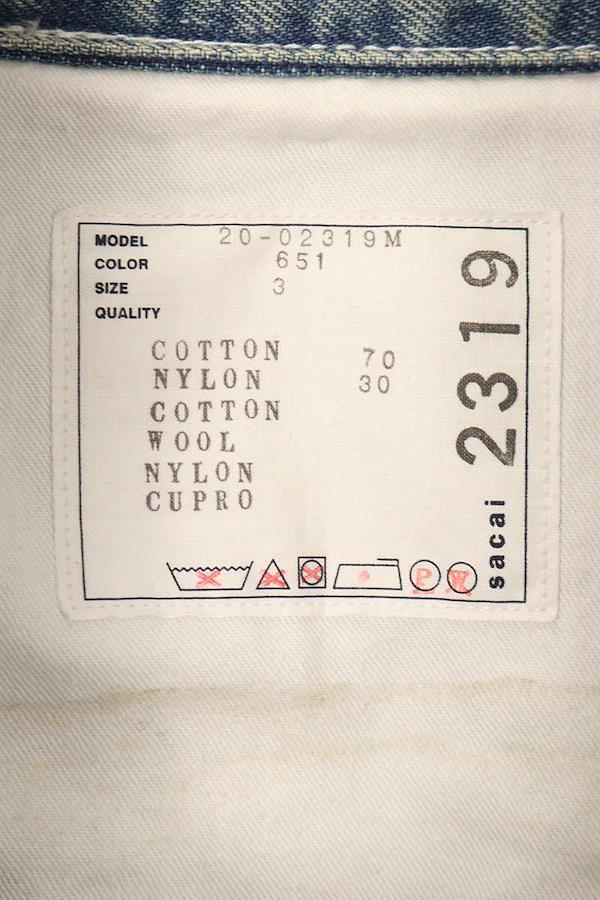 MODEL 20-02319M
COLOR 651
SIZE 3
QUALITY
COTTON 70
NYLON 30
COTTON
WOOL
NYLON
CUPRO
P W
sacai 2319